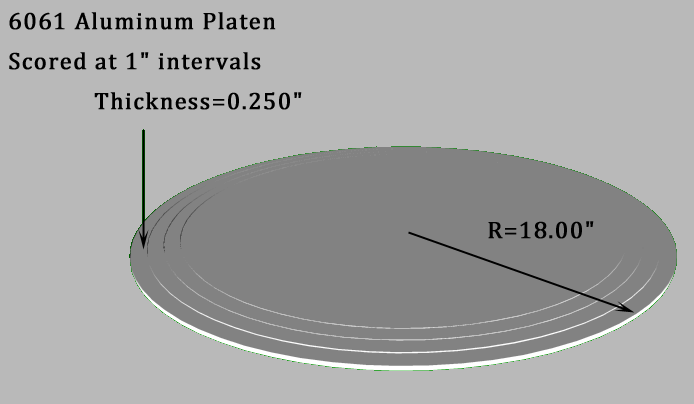 6061 Aluminum Platen
Scored at 1" intervals
Thickness=0.250"
R=18.00"